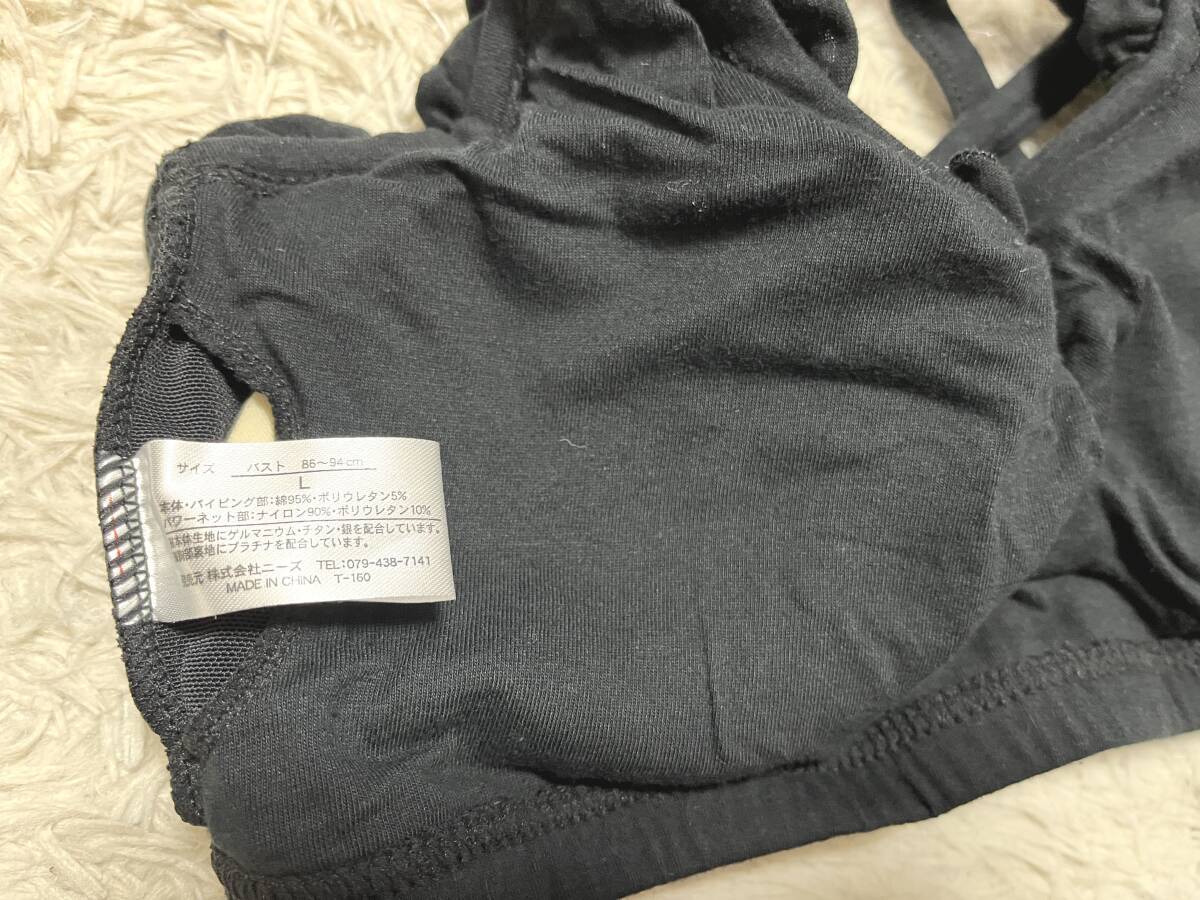 サイズ バスト 86〜94cm
L
本体・パイピング部:綿95%・ポリウレタン5%
パワーネット部:ナイロン90%・ポリウレタン10%
本体生地にゲルマニウム・チタン・銀を配合しています。
部裏地にプラチナを配合しています。
元 株式会社ニーズ TEL:079-438-7141
MADE IN CHINA T-160